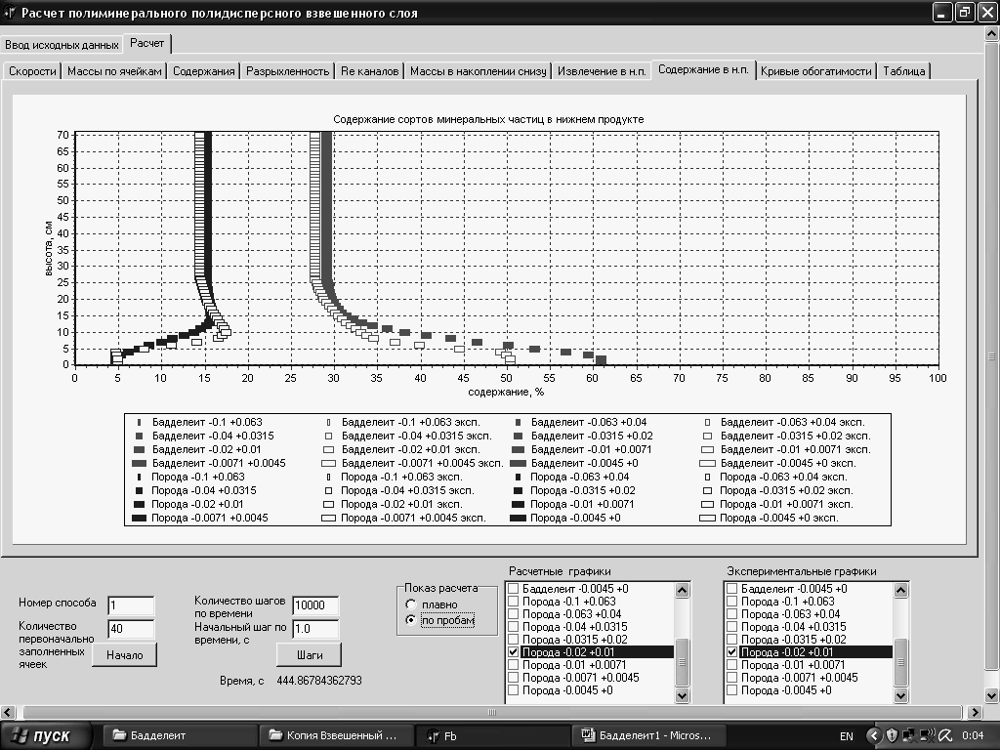 Расчет полиминерального полидисперсного взвешенного слоя
Ввод исходных данных Расчет
Скорости Массы по ячейкам Содержания Разрыхленность Re каналов Массы в накоплении снизу Извлечение в н.п. Содержание в н.п. Кривые обогатимости Таблица
Содержание сортов минеральных частиц в нижнем продукте
70
65
60
55
50
45
40
35
30
25
20
15
10
5
0
высота, см
0 5 10 15 20 25 30 35 40 45 50 55 60 65 70 75 80 85 90 95 100
содержание, %
Бадделеит -0.1 +0.063 Бадделеит -0.1 +0.063 эксп. Бадделеит -0.063 +0.04 Бадделеит -0.063 +0.04 эксп.
Бадделеит -0.04 +0.0315 Бадделеит -0.04 +0.0315 эксп. Бадделеит -0.0315 +0.02 Бадделеит -0.0315 +0.02 эксп.
Бадделеит -0.02 +0.01 Бадделеит -0.02 +0.01 эксп. Бадделеит -0.01 +0.0071 Бадделеит -0.01 +0.0071 эксп.
Бадделеит -0.0071 +0.0045 Бадделеит -0.0071 +0.0045 эксп. Бадделеит -0.0045 +0 Бадделеит -0.0045 +0 эксп.
Порода -0.1 +0.063 Порода -0.1 +0.063 эксп. Порода -0.063 +0.04 Порода -0.063 +0.04 эксп.
Порода -0.04 +0.0315 Порода -0.04 +0.0315 эксп. Порода -0.0315 +0.02 Порода -0.0315 +0.02 эксп.
Порода -0.02 +0.01 Порода -0.02 +0.01 эксп. Порода -0.01 +0.0071 Порода -0.01 +0.0071 эксп.
Порода -0.0071 +0.0045 Порода -0.0071 +0.0045 эксп. Порода -0.0045 +0 Порода -0.0045 +0 эксп.
Номер способа 1
Количество
первоначально
заполненных
ячеек
40
Начало
Количество шагов
по времени
10000
Начальный шаг по
времени, с
1.0
Шаги
Время, с 444.86784362793
Показ расчета
плавно
по пробам
Расчетные графики
Бадделеит -0.0045 +0
Порода -0.1 +0.063
Порода -0.063 +0.04
Порода -0.04 +0.0315
Порода -0.0315 +0.02
Порода -0.02 +0.01
Порода -0.01 +0.0071
Порода -0.0071 +0.0045
Порода -0.0045 +0
Экспериментальные графики
Бадделеит -0.0045 +0
Порода -0.1 +0.063
Порода -0.063 +0.04
Порода -0.04 +0.0315
Порода -0.0315 +0.02
Порода -0.02 +0.01
Порода -0.01 +0.0071
Порода -0.0071 +0.0045
Порода -0.0045 +0
пуск Бадделеит Копия Взвешенный ... Fb Бадделеит1 - Micros... EN 0:04